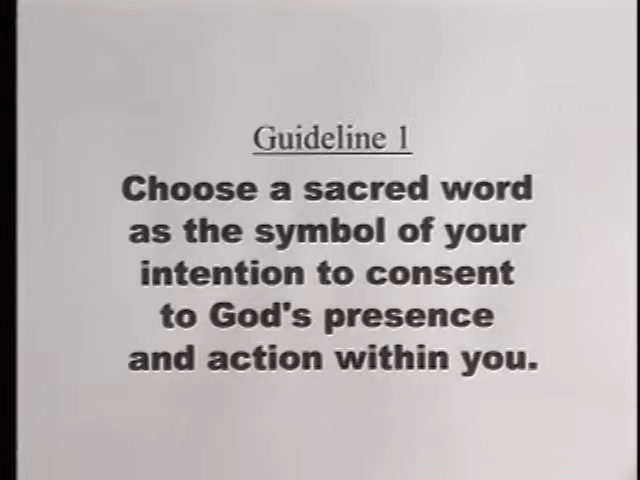 Guideline 1
Choose a sacred word
as the symbol of your
intention to consent
to God's presence
and action within you.